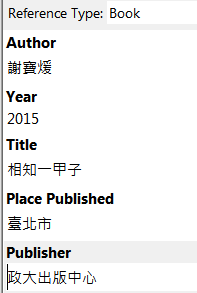 Reference Type: Book
Author
謝寶煖
Year
2015
Title
相知一甲子
Place Published
臺北市
Publisher
政大出版中心